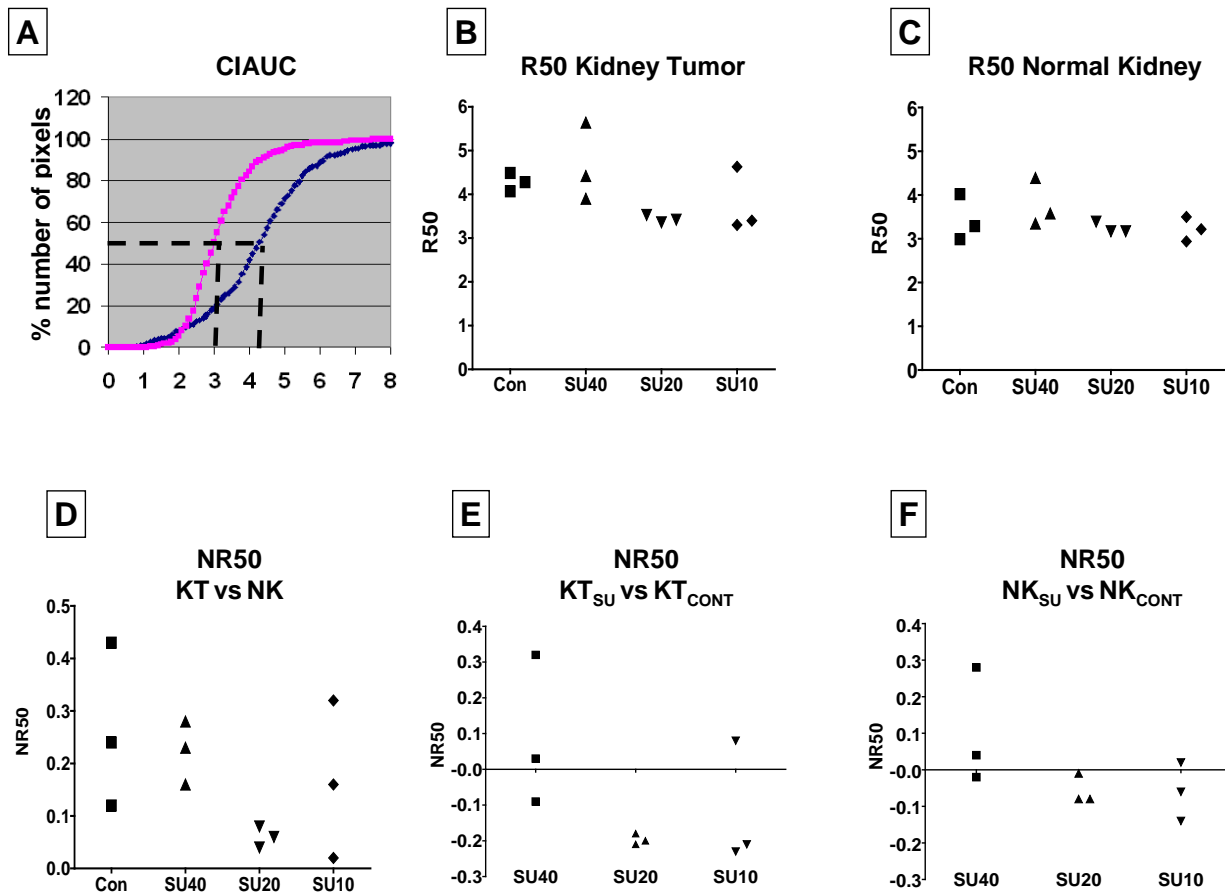 A
CIAUC
% number of pixels
120
100
80
60
40
20
0
0 1 2 3 4 5 6 7 8
B
R50 Kidney Tumor
R50
6
5
4
3
2
1
0
Con SU40 SU20 SU10
C
R50 Normal Kidney
R50
6
5
4
3
2
1
0
Con SU40 SU20 SU10
D
NR50
KT vs NK
NR50
0.5
0.4
0.3
0.2
0.1
0.0
Con SU40 SU20 SU10
E
NR50
KTSU vs KTCONT
NR50
0.4
0.3
0.2
0.1
-0.0
-0.1
-0.2
-0.3
SU40 SU20 SU10
F
NR50
NKSU vs NKCONT
NR50
0.4
0.3
0.2
0.1
-0.0
-0.1
-0.2
-0.3
SU40 SU20 SU10